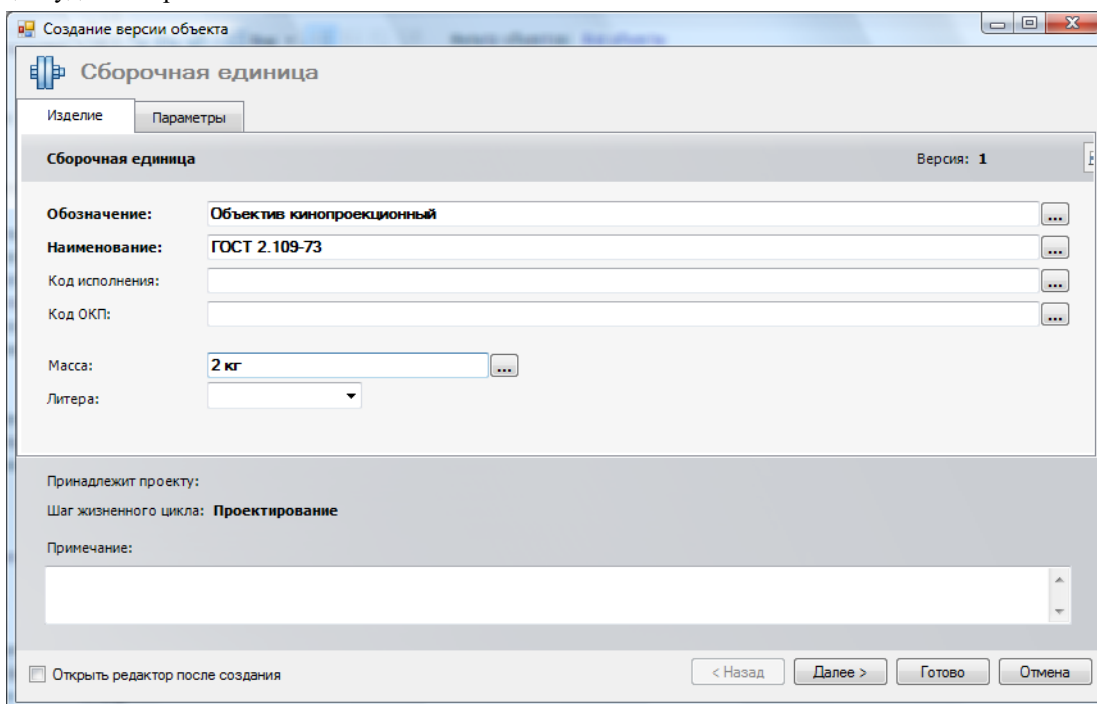 Создание версии объекта
Сборочная единица
Изделие Параметры
Сборочная единица Версия: 1
Обозначение: Объектив кинопроекционный ...
Наименование: ГОСТ 2.109-73 ...
Код исполнения: ...
Код ОКП: ...
Масса: 2 кг ...
Литера:
Принадлежит проекту:
Шаг жизненного цикла: Проектирование
Примечание:
Открыть редактор после создания < Назад Далее > Готово Отмена